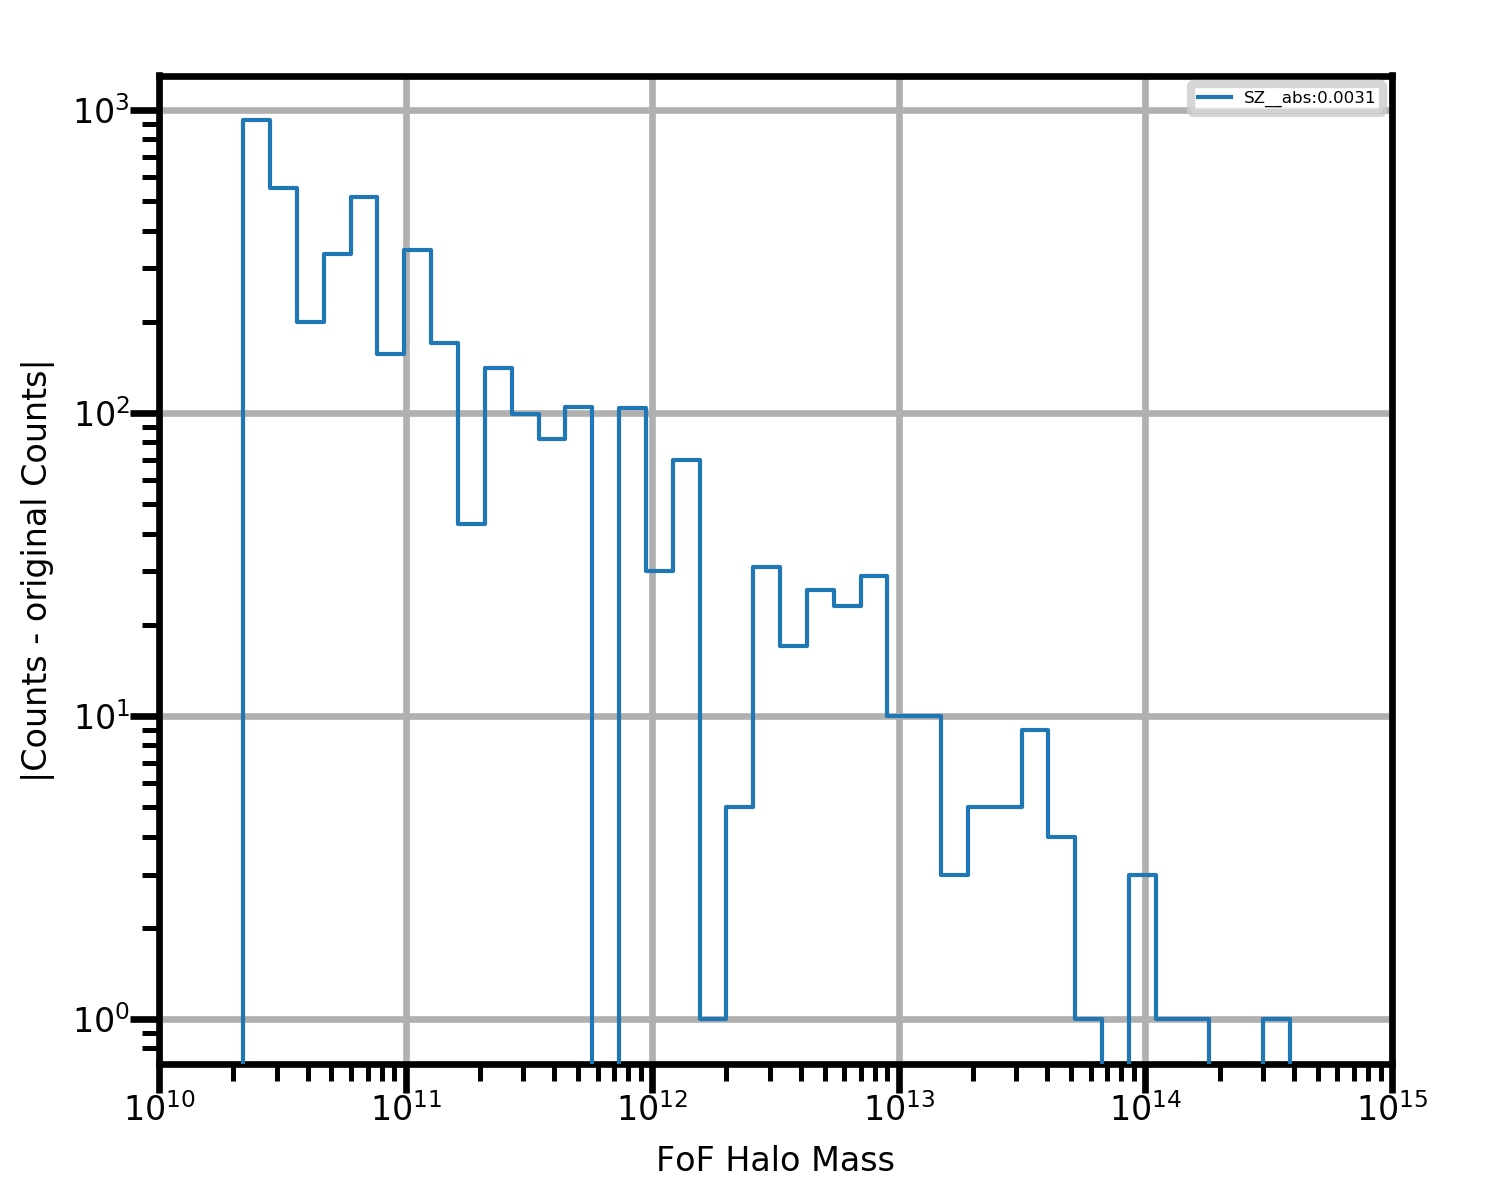 SZ__abs:0.0031
10³
10²
10¹
10⁰
|Counts - original Counts|
10¹⁰ 10¹¹ 10¹² 10¹³ 10¹⁴ 10¹⁵
FoF Halo Mass